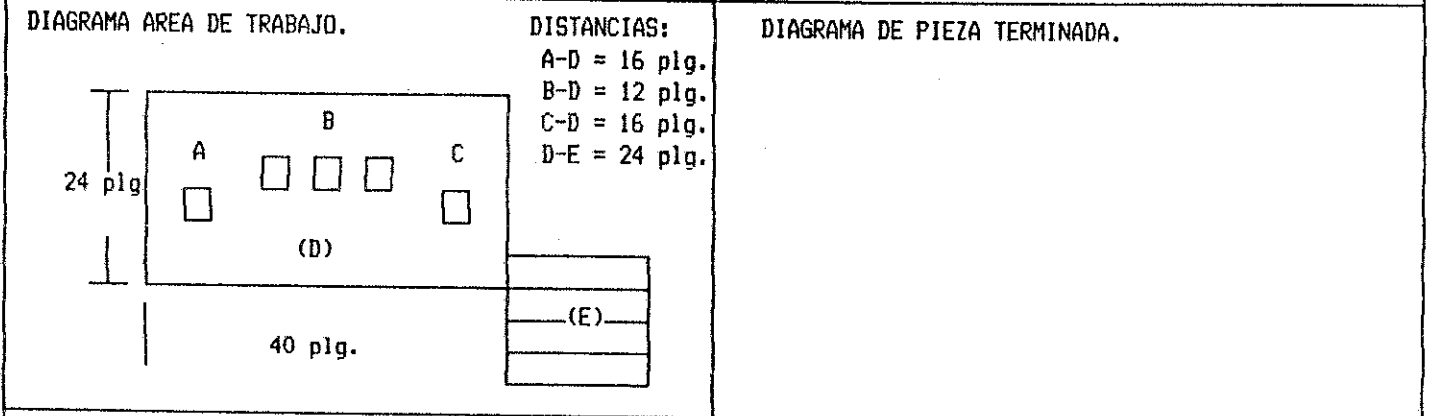 DIAGRAMA AREA DE TRABAJO.
DISTANCIAS:
A-D = 16 plg.
B-D = 12 plg.
C-D = 16 plg.
D-E = 24 plg.
B
A
C
24 plg
(D)
(E)
40 plg.
DIAGRAMA DE PIEZA TERMINADA.